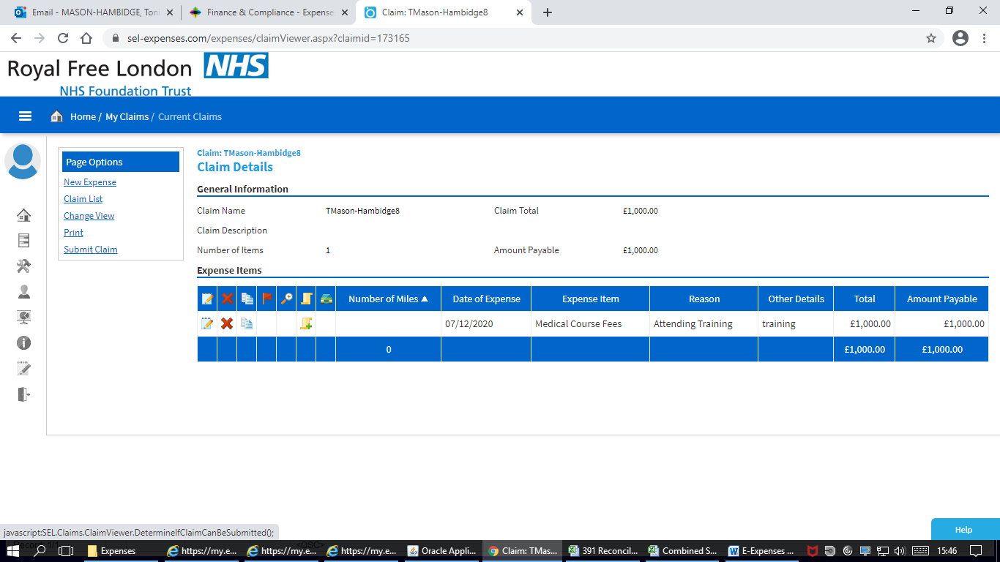 Email - MASON-HAMBIDGE, Ton
Finance & Compliance - Expense
Claim: TMason-Hambidge8
sel-expenses.com/expenses/claimViewer.aspx?claimid=173165
Royal Free London NHS
NHS Foundation Trust
Home / My Claims / Current Claims
Page Options
New Expense
Claim List
Change View
Print
Submit Claim
Claim: TMason-Hambidge8
Claim Details
General Information
Claim Name TMason-Hambidge8 Claim Total £1,000.00
Claim Description
Number of Items 1 Amount Payable £1,000.00
Expense Items
Number of Miles Date of Expense Expense Item Reason Other Details Total Amount Payable
07/12/2020 Medical Course Fees Attending Training training £1,000.00 £1,000.00
0 £1,000.00 £1,000.00
Help
javascript:SEL.Claims.ClaimViewer.DetermineIfClaimCanBeSubmitted();
Expenses https://my.e... https://my.e... https://my.e... Oracle Appli... Claim: TMas... 391 Reconcil... Combined S... E-Expenses ... 15:46